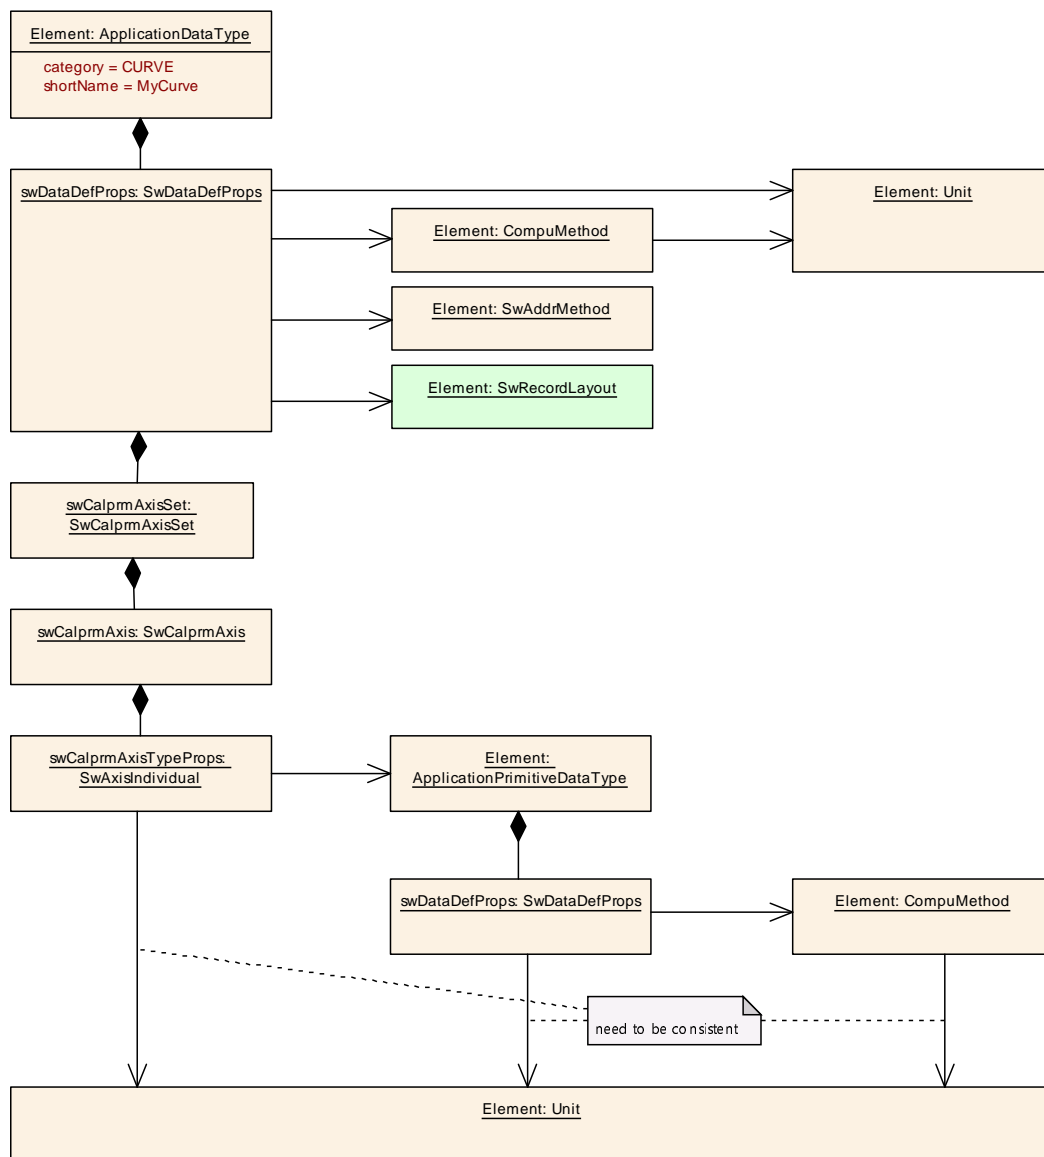 Element: ApplicationDataType
category = CURVE
shortName = MyCurve
swDataDefProps: SwDataDefProps
Element: Unit
Element: CompuMethod
Element: SwAddrMethod
Element: SwRecordLayout
swCalprmAxisSet:
SwCalprmAxisSet
swCalprmAxis: SwCalprmAxis
swCalprmAxisTypeProps:
SwAxisIndividual
Element:
ApplicationPrimitiveDataType
swDataDefProps: SwDataDefProps
Element: CompuMethod
need to be consistent
Element: Unit